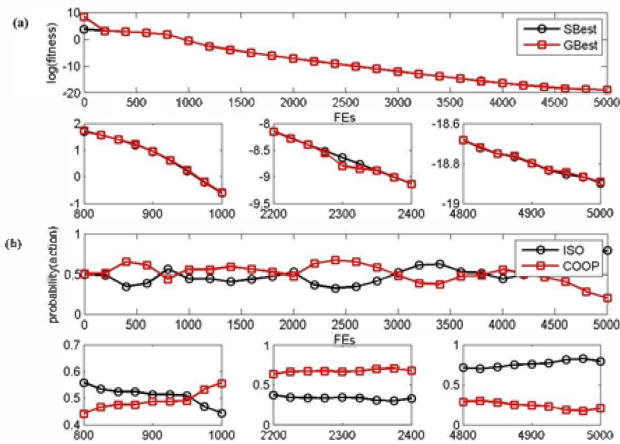 (a)
log(fitness)
10
0
-10
-20
SBest
GBest
0 500 1000 1500 2000 2500 3000 3500 4000 4500 5000
FEs
2
1
0
-1
800 900 1000
-8
-8.5
-9
-9.5
2200 2300 2400
-18.6
-18.8
-19
4800 4900 5000
(b)
probability(action)
1
0.5
0
ISO
COOP
0 500 1000 1500 2000 2500 3000 3500 4000 4500 5000
FEs
0.7
0.6
0.5
0.4
800 900 1000
1
0.5
0
2200 2300 2400
1
0.5
0
4800 4900 5000